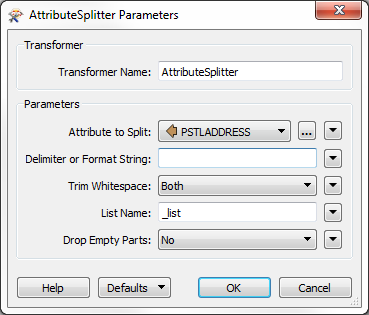 AttributeSplitter Parameters
Transformer
Transformer Name: AttributeSplitter
Parameters
Attribute to Split: PSTLADDRESS ...
Delimiter or Format String:
Trim Whitespace: Both
List Name: _list
Drop Empty Parts: No
Help Defaults OK Cancel